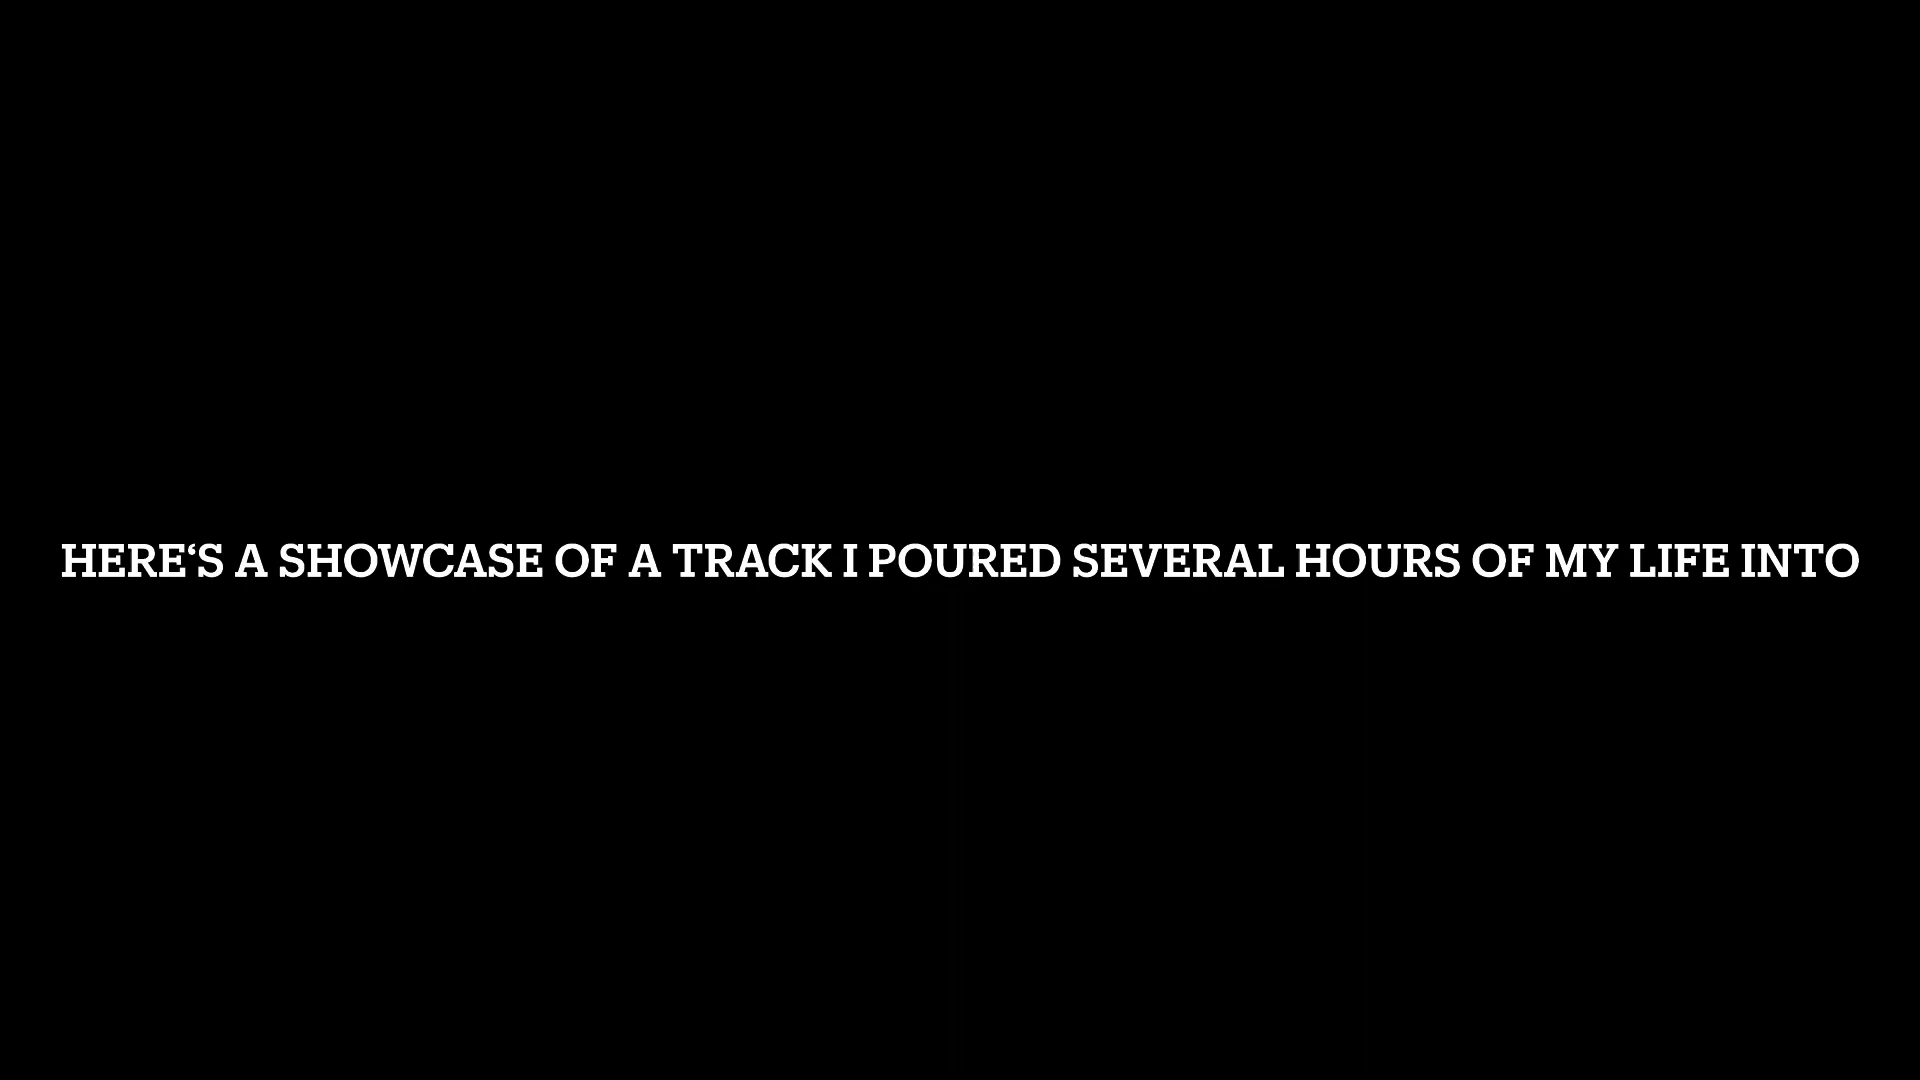 HERE‘S A SHOWCASE OF A TRACK I POURED SEVERAL HOURS OF MY LIFE INTO